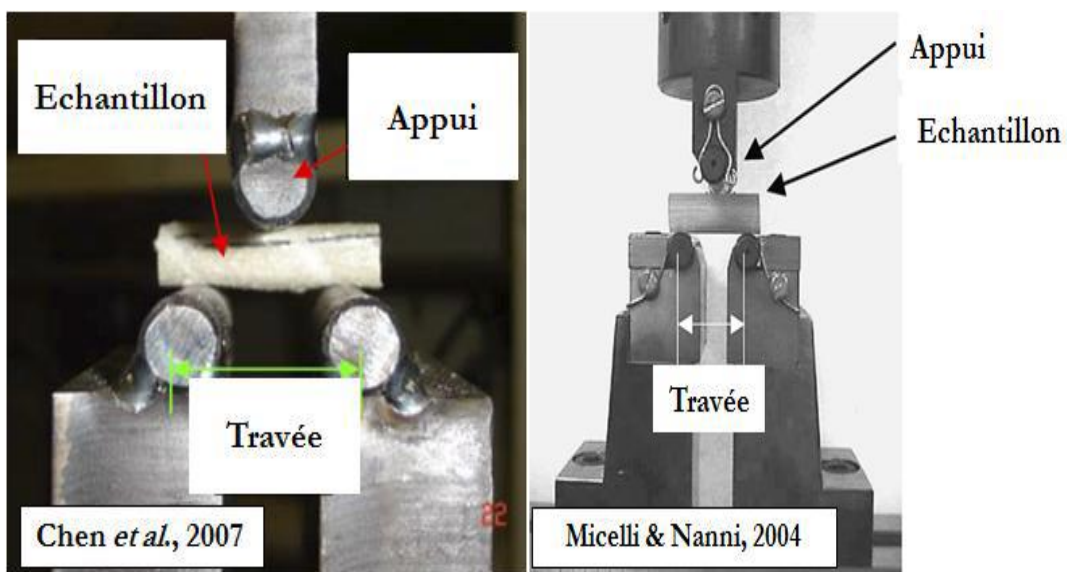 Echantillon
Appui
Travée
22
Chen et al., 2007
Appui
Echantillon
Travée
Micelli & Nanni, 2004